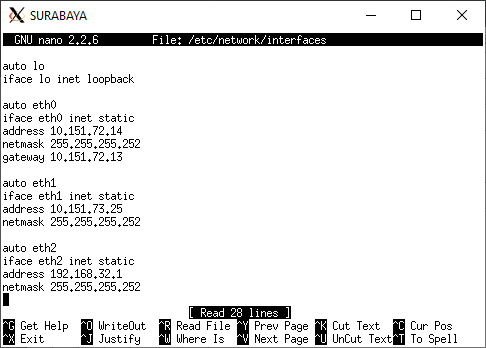 SURABAYA
GNU nano 2.2.6 File: /etc/network/interfaces
auto lo
iface lo inet loopback
auto eth0
iface eth0 inet static
address 10.151.72.14
netmask 255.255.255.252
gateway 10.151.72.13
auto eth1
iface eth1 inet static
address 10.151.73.25
netmask 255.255.255.252
auto eth2
iface eth2 inet static
address 192.168.32.1
netmask 255.255.255.252
[ Read 28 lines ]
^G Get Help ^O WriteOut ^R Read File ^Y Prev Page ^K Cut Text ^C Cur Pos
^X Exit ^J Justify ^W Where Is ^V Next Page ^U UnCut Text ^T To Spell